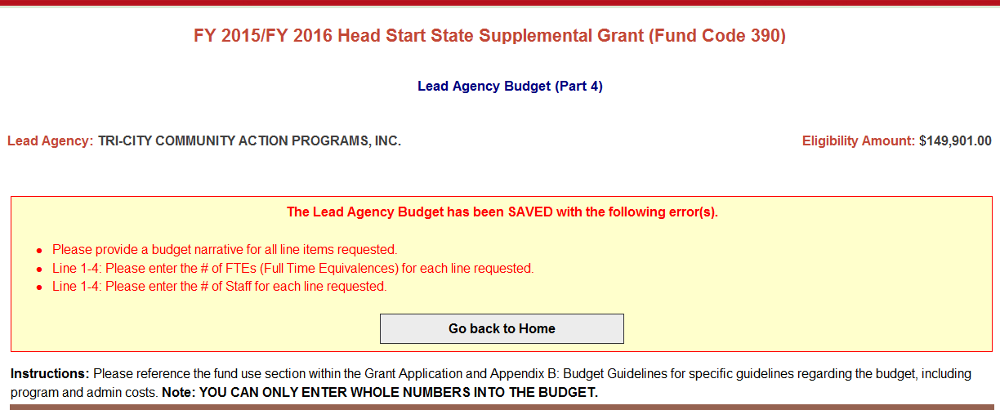 FY 2015/FY 2016 Head Start State Supplemental Grant (Fund Code 390)
Lead Agency Budget (Part 4)
Lead Agency: TRI-CITY COMMUNITY ACTION PROGRAMS, INC. Eligibility Amount: $149,901.00
The Lead Agency Budget has been SAVED with the following error(s).
• Please provide a budget narrative for all line items requested.
• Line 1-4: Please enter the # of FTEs (Full Time Equivalences) for each line requested.
• Line 1-4: Please enter the # of Staff for each line requested.
Go back to Home
Instructions: Please reference the fund use section within the Grant Application and Appendix B: Budget Guidelines for specific guidelines regarding the budget, including
program and admin costs. Note: YOU CAN ONLY ENTER WHOLE NUMBERS INTO THE BUDGET.